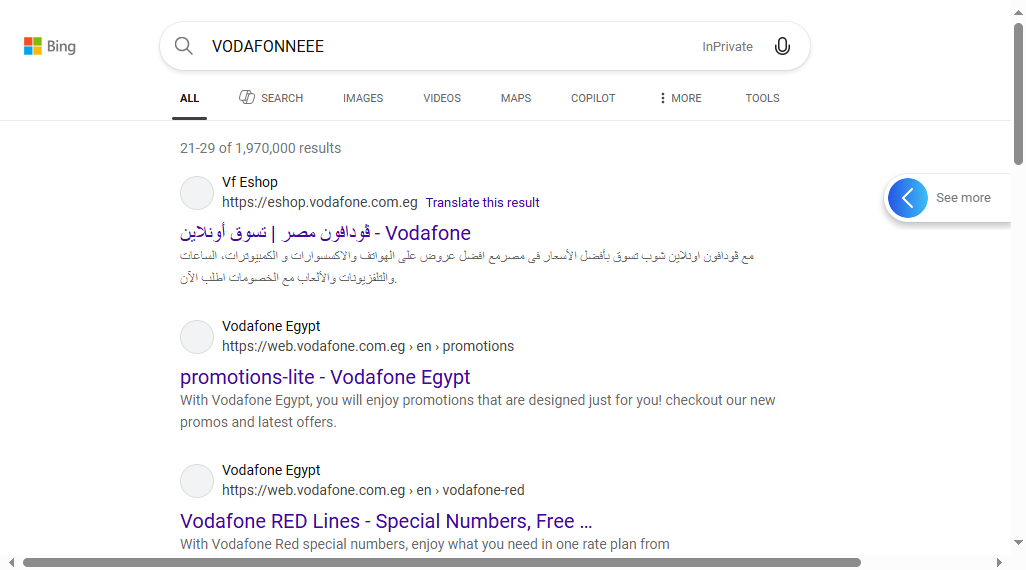 Bing
VODAFONNEEE
InPrivate
ALL
SEARCH
IMAGES
VIDEOS
MAPS
COPILOT
MORE
TOOLS
21-29 of 1,970,000 results
Vf Eshop
https://eshop.vodafone.com.eg Translate this result
ڤودافون مصر | تسوق أونلاين - Vodafone
مع ڤودافون اونلاين شوب تسوق بأفضل الأسعار فى مصرمع افضل عروض على الهواتف والاكسسوارات و الكمبيوترات، الساعات
والتلفزيونات والألعاب مع الخصومات اطلب الآن.
See more
Vodafone Egypt
https://web.vodafone.com.eg › en › promotions
promotions-lite - Vodafone Egypt
With Vodafone Egypt, you will enjoy promotions that are designed just for you! checkout our new
promos and latest offers.
Vodafone Egypt
https://web.vodafone.com.eg › en › vodafone-red
Vodafone RED Lines - Special Numbers, Free ...
With Vodafone Red special numbers, enjoy what you need in one rate plan from